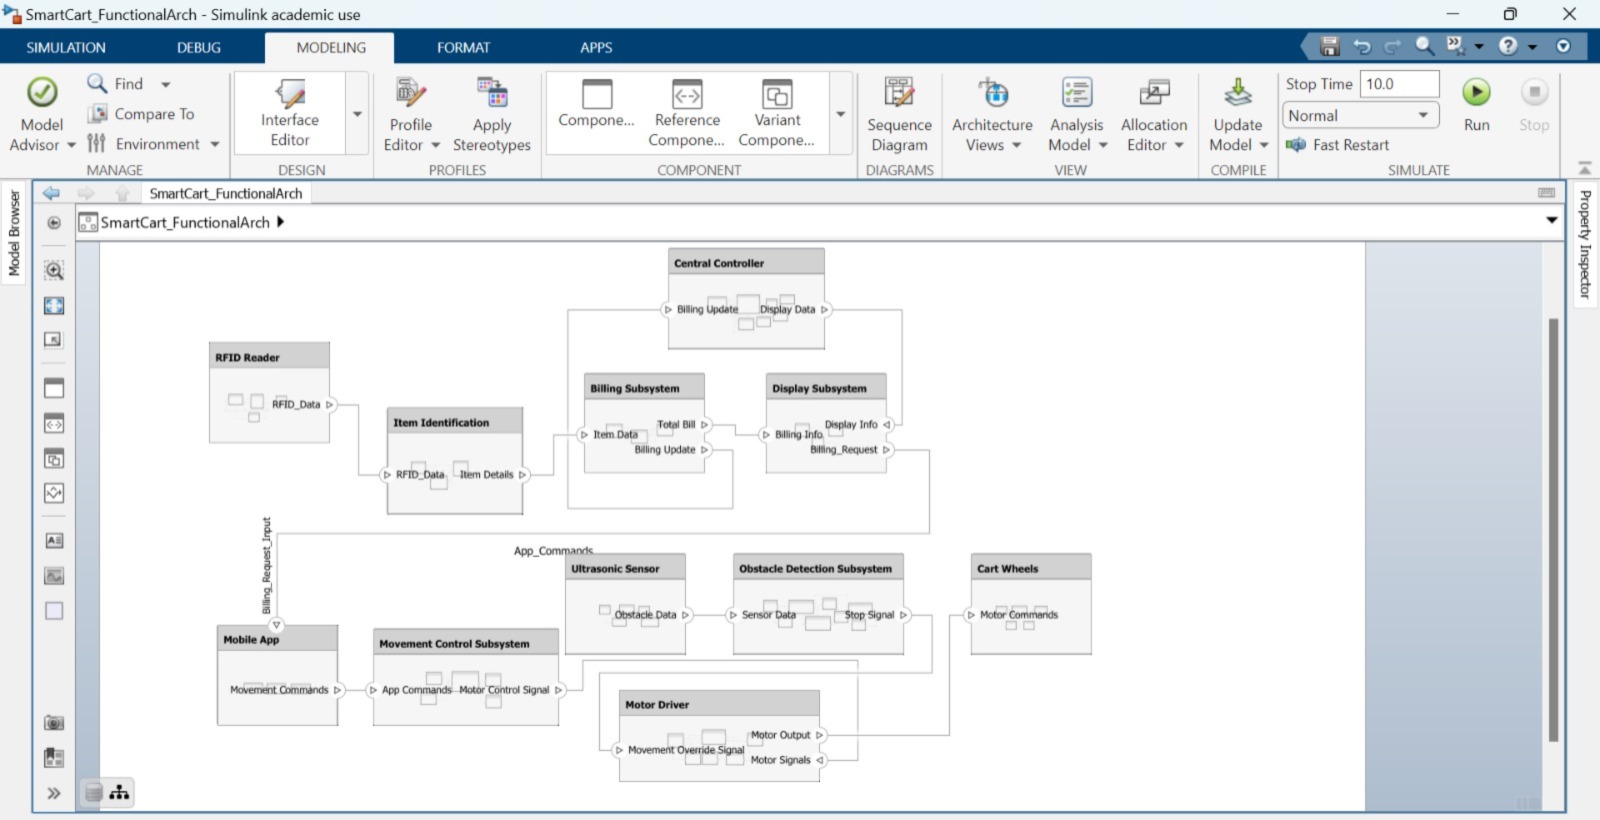 SmartCart_FunctionalArch - Simulink academic use
SIMULATION DEBUG MODELING FORMAT APPS
Model Advisor
Find
Compare To
Environment
MANAGE
Interface Editor
DESIGN
Profile Editor
Apply Stereotypes
PROFILES
Compone...
Reference Compone...
Variant Compone...
COMPONENT
Sequence Diagram
DIAGRAMS
Architecture Views
Analysis Model
Allocation Editor
VIEW
Update Model
COMPILE
Stop Time 10.0
Normal
Fast Restart
Run
Stop
SIMULATE
Model Browser
SmartCart_FunctionalArch
SmartCart_FunctionalArch
Property Inspector
Central Controller
Billing Update
Display Data
RFID Reader
RFID_Data
Item Identification
RFID_Data
Item Details
Billing Subsystem
Item Data
Total Bill
Billing Update
Display Subsystem
Display Info
Billing Info
Billing_Request
Billing_Request_Input
App_Commands
Ultrasonic Sensor
Obstacle Data
Obstacle Detection Subsystem
Sensor Data
Stop Signal
Cart Wheels
Motor Commands
Mobile App
Movement Commands
Movement Control Subsystem
App Commands
Motor Control Signal
Motor Driver
Motor Output
Movement Override Signal
Motor Signals